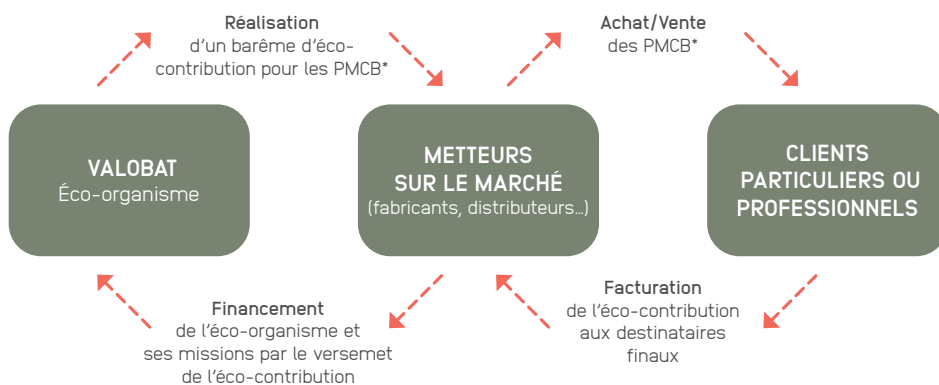 Réalisation
d'un barême d'éco-
contribution pour les PMCB*
Achat/Vente
des PMCB*
VALOBAT
Éco-organisme
METTEURS
SUR LE MARCHÉ
(fabricants, distributeurs...)
CLIENTS
PARTICULIERS OU
PROFESSIONNELS
Financement
de l'éco-organisme et
ses missions par le versemet
de l'éco-contribution
Facturation
de l'éco-contribution
aux destinataires
finaux